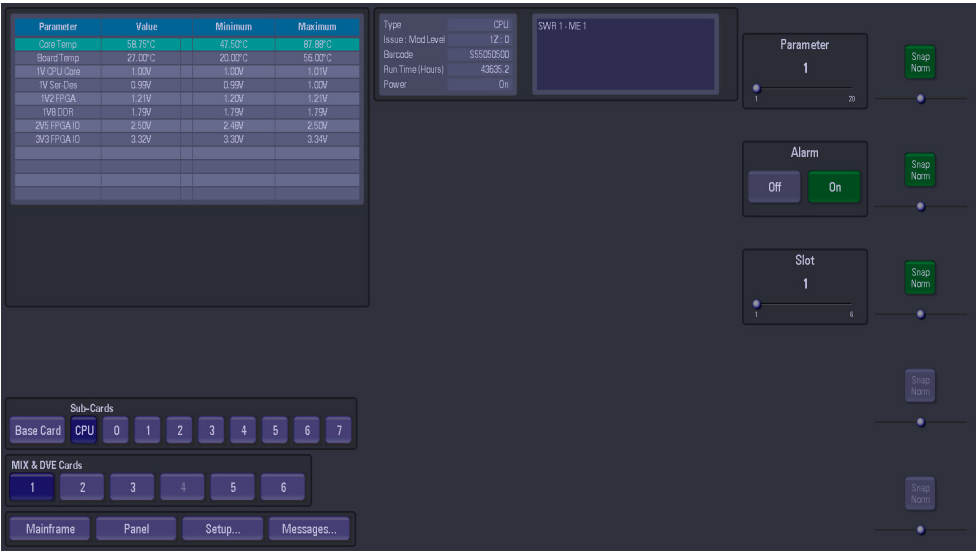 Parameter Value Minimum Maximum
Core Temp 58.75°C 47.50°C 87.88°C
Board Temp 27.00°C 20.00°C 56.00°C
1V CPU Core 1.00V 1.00V 1.01V
1V Ser-Des 0.99V 0.99V 1.00V
1V2 FPGA 1.21V 1.20V 1.21V
1V8 DDR 1.79V 1.79V 1.79V
2V5 FPGA IO 2.50V 2.48V 2.50V
3V3 FPGA IO 3.32V 3.30V 3.34V
Type CPU
Issue : Mod Level 1Z : 0
Barcode S5505050D
Run Time (Hours) 43635.2
Power On
SWR 1 - ME 1
Parameter
1
1 20
Snap
Norm
Alarm
Off On
Snap
Norm
Slot
1
1 6
Snap
Norm
Snap
Norm
Snap
Norm
Sub-Cards
Base Card CPU 0 1 2 3 4 5 6 7
MIX & DVE Cards
1 2 3 4 5 6
Mainframe Panel Setup... Messages...